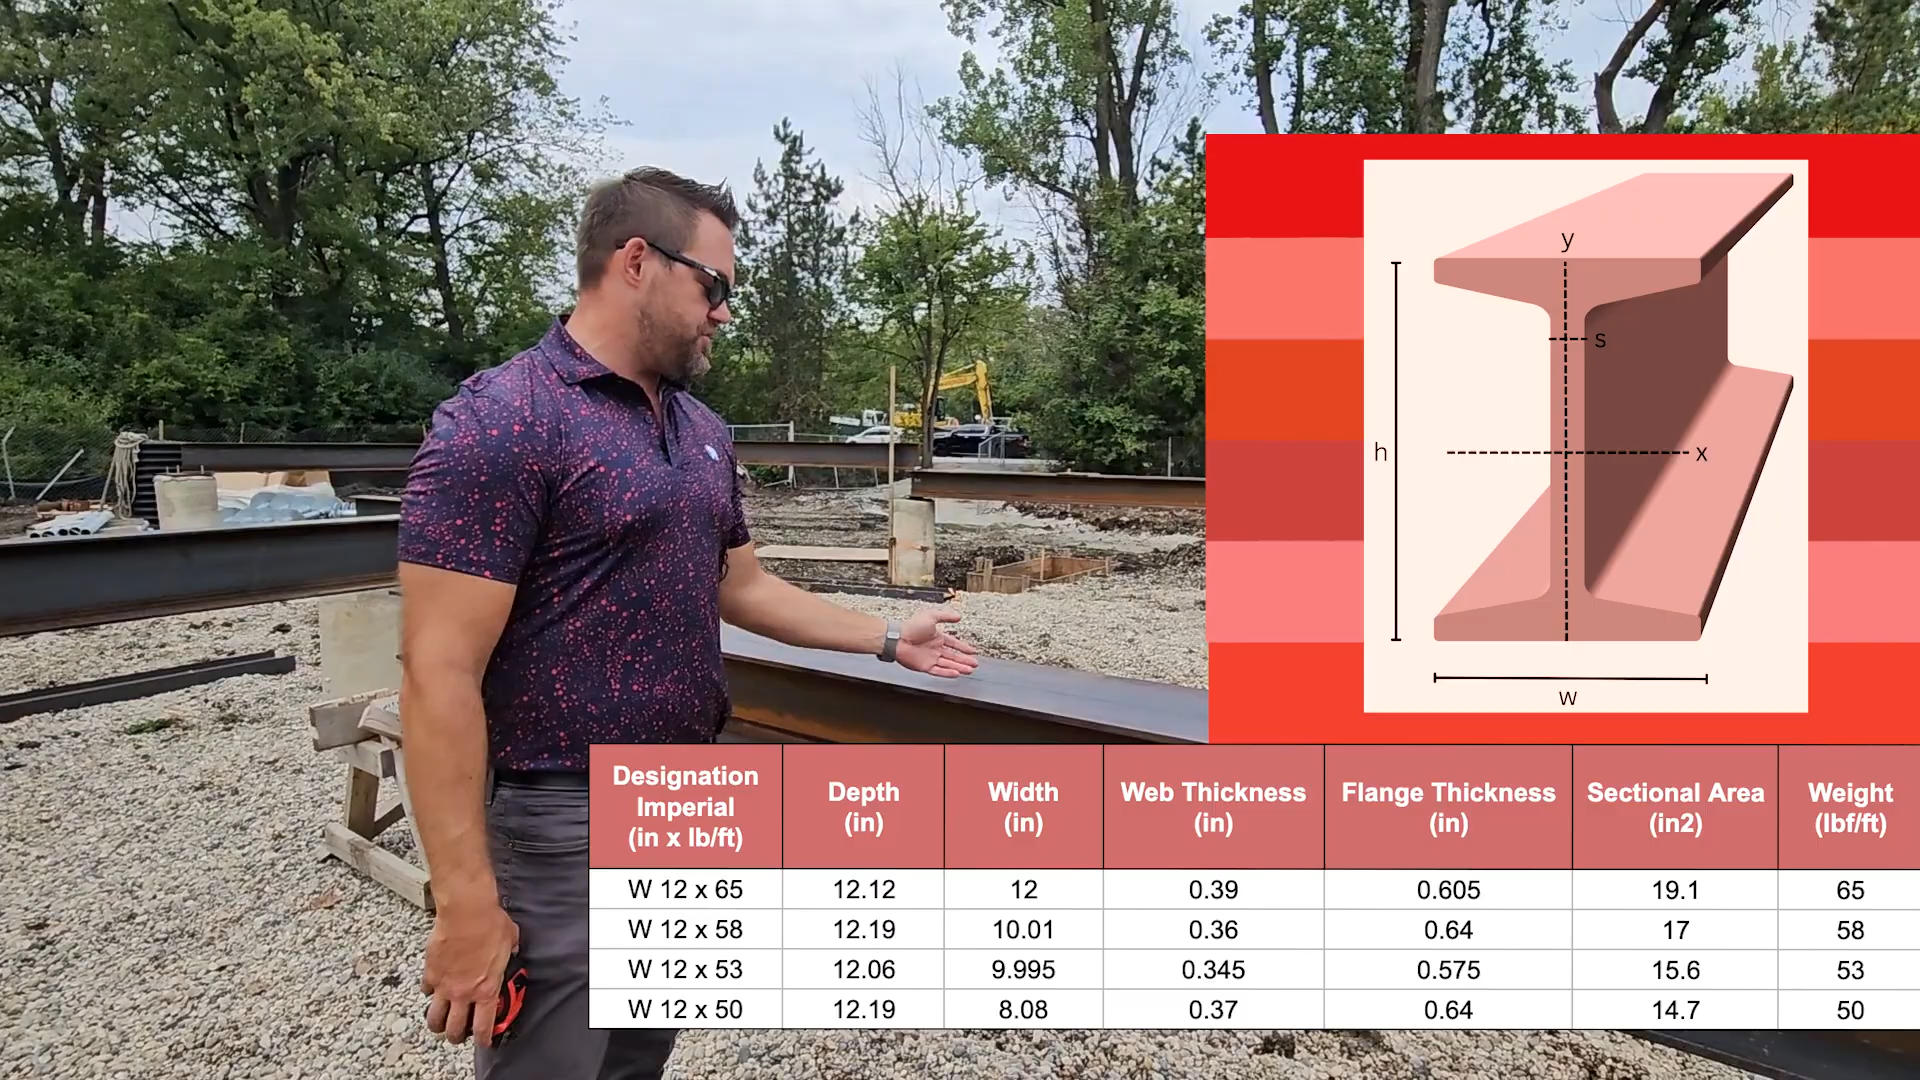 y
s
h
x
w
Designation Imperial (in x lb/ft) Depth (in) Width (in) Web Thickness (in) Flange Thickness (in) Sectional Area (in2) Weight (lbf/ft)
W 12 x 65 12.12 12 0.39 0.605 19.1 65
W 12 x 58 12.19 10.01 0.36 0.64 17 58
W 12 x 53 12.06 9.995 0.345 0.575 15.6 53
W 12 x 50 12.19 8.08 0.37 0.64 14.7 50